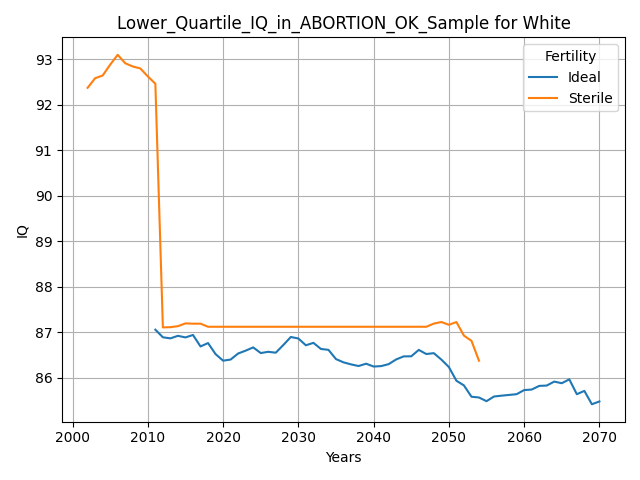 Lower_Quartile_IQ_in_ABORTION_OK_Sample for White
Fertility
Ideal
Sterile
93
92
91
90
89
88
87
86
IQ
2000 2010 2020 2030 2040 2050 2060 2070
Years